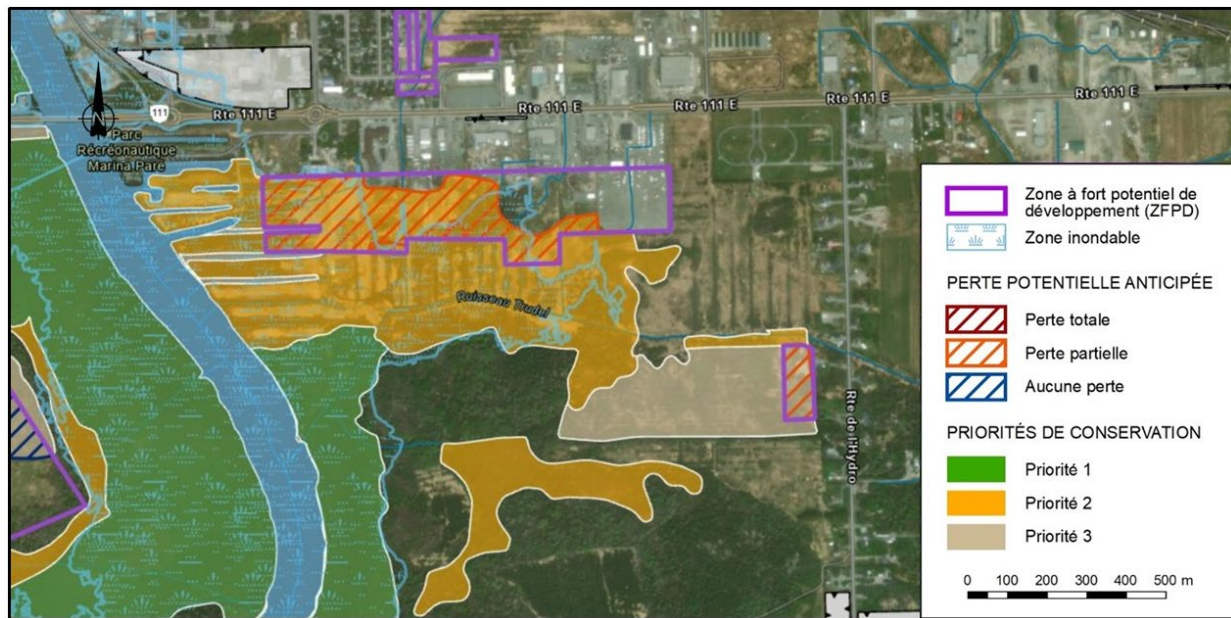 Rte 111 E
Rte 111 E
Rte 111 E
Rte 111 E
111
N
Parc
Récréonautique
Marina Paré
Ruisseau Trudel
Rte de l'Hydro
Zone à fort potentiel de
développement (ZFPD)
Zone inondable
PERTE POTENTIELLE ANTICIPÉE
Perte totale
Perte partielle
Aucune perte
PRIORITÉS DE CONSERVATION
Priorité 1
Priorité 2
Priorité 3
0 100 200 300 400 500 m